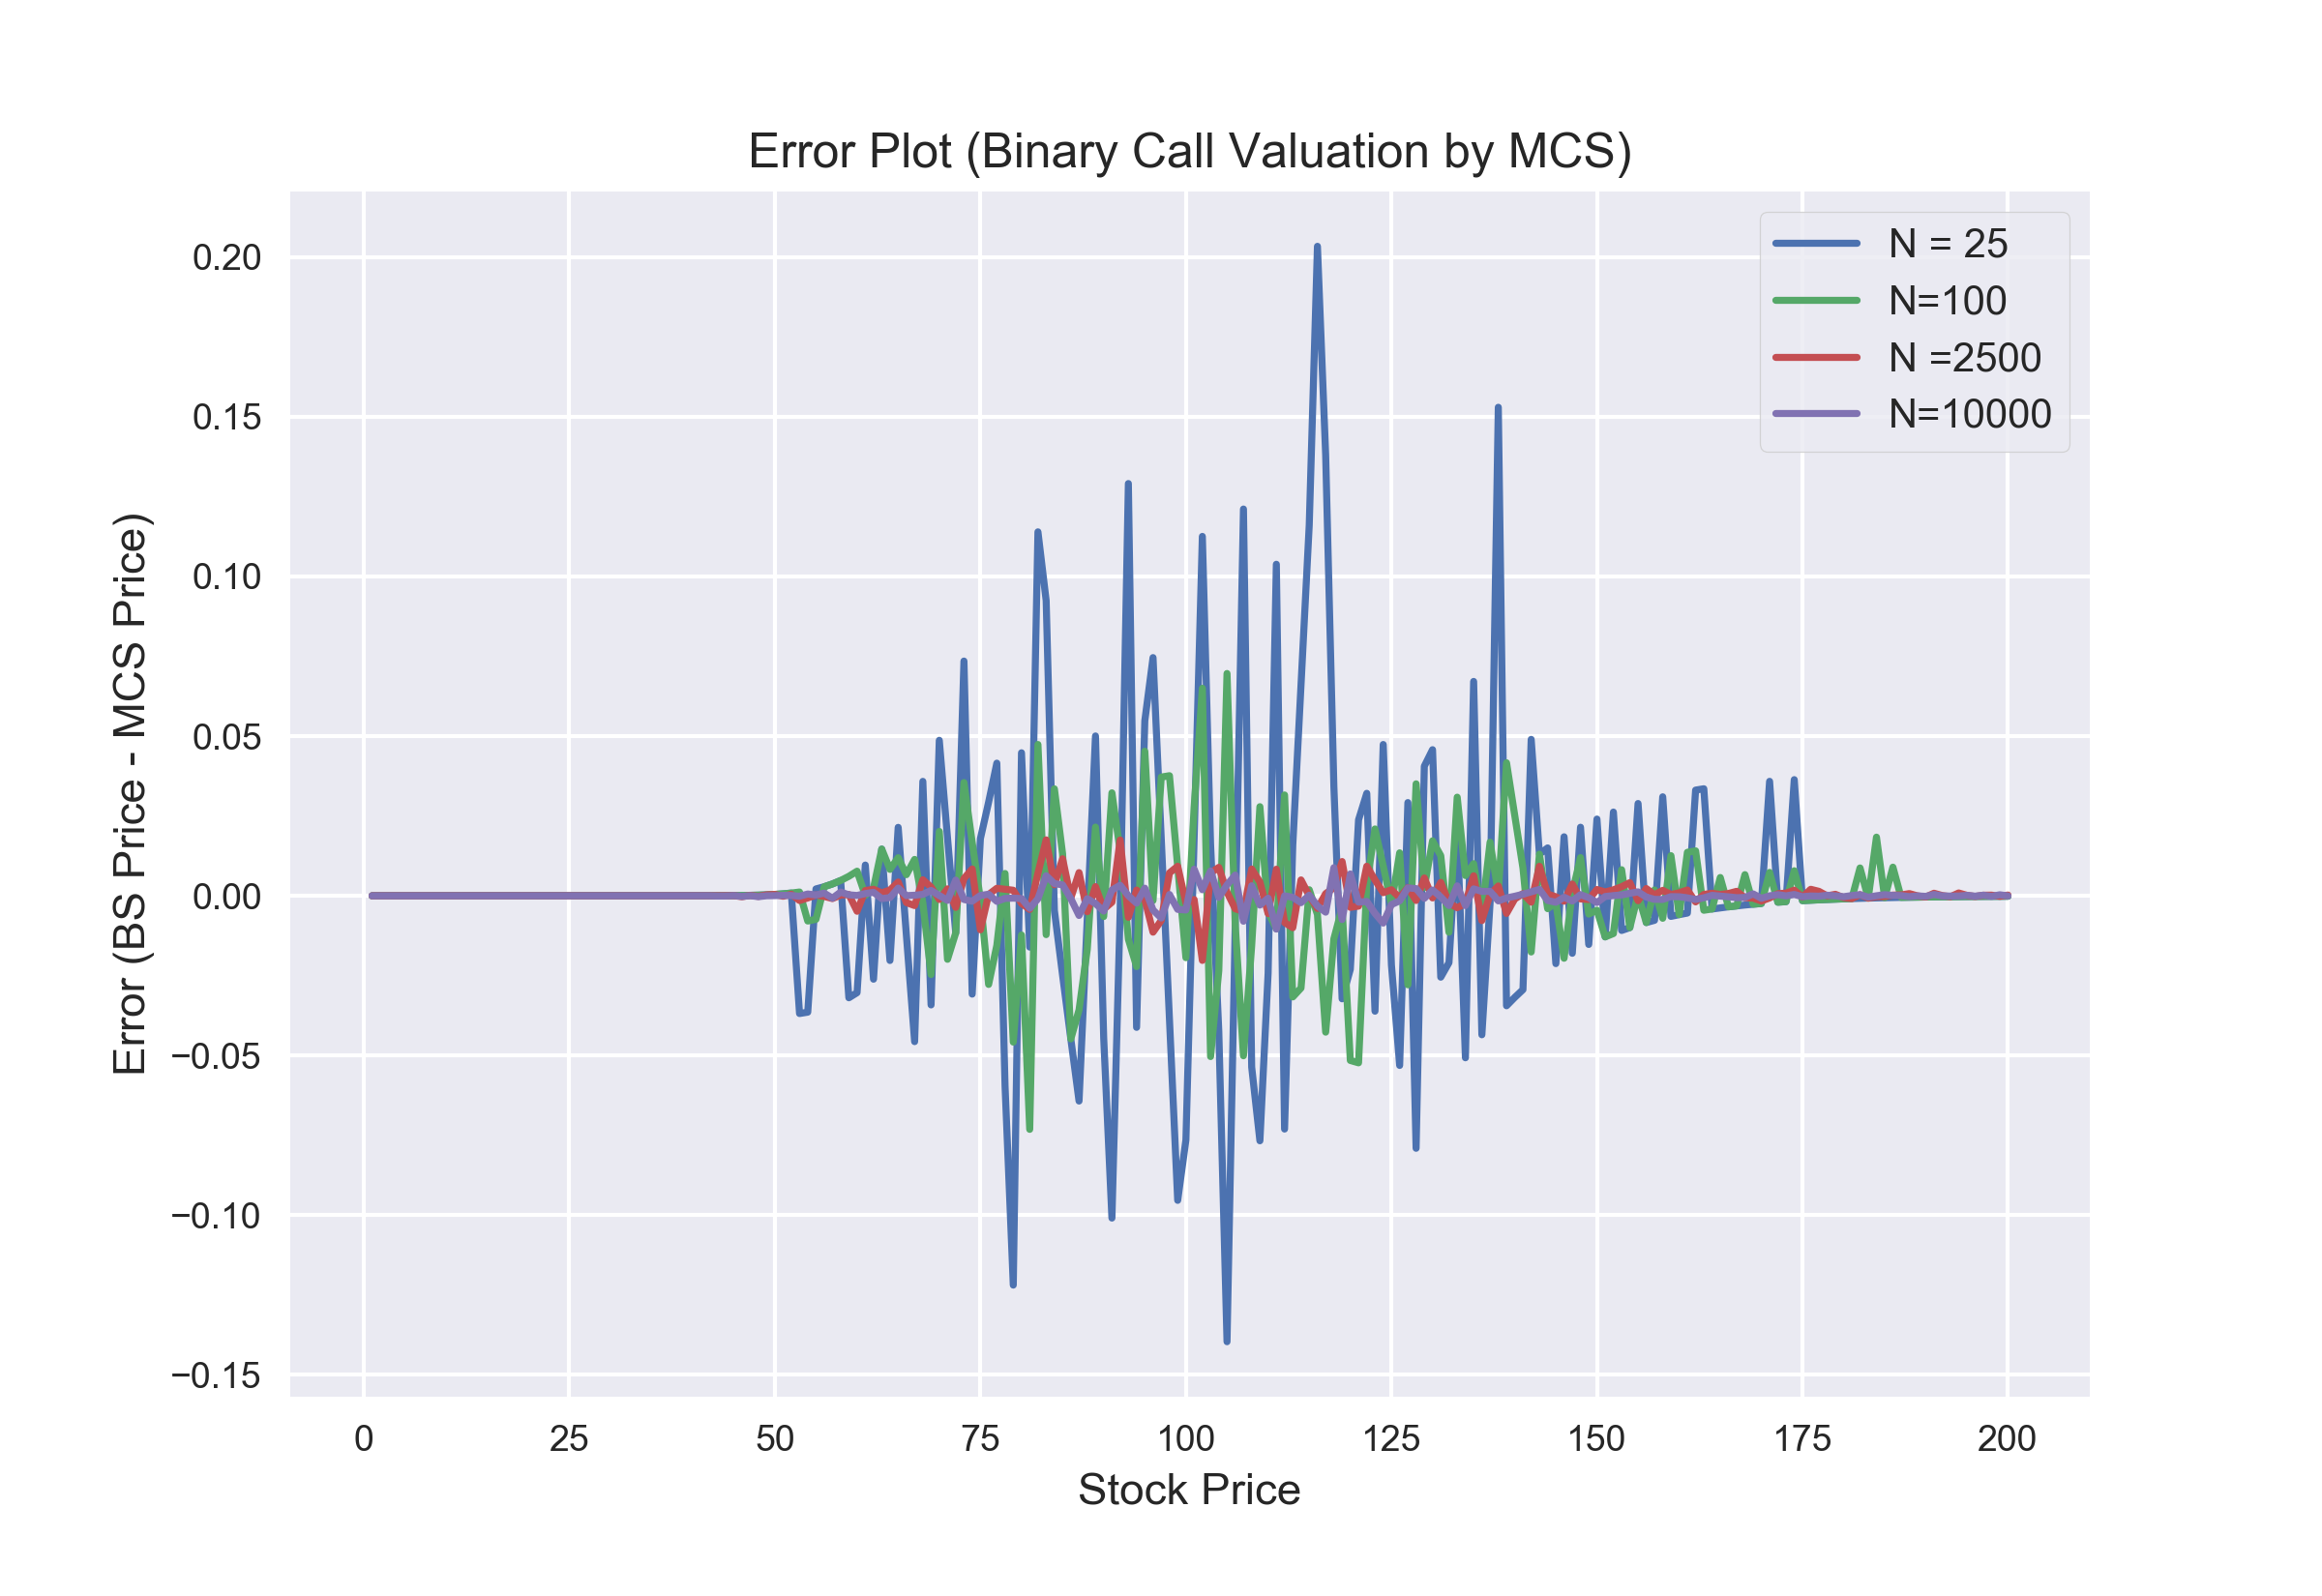 Error Plot (Binary Call Valuation by MCS)
N = 25
N=100
N =2500
N=10000
Error (BS Price - MCS Price)
0.20
0.15
0.10
0.05
0.00
−0.05
−0.10
−0.15
0 25 50 75 100 125 150 175 200
Stock Price